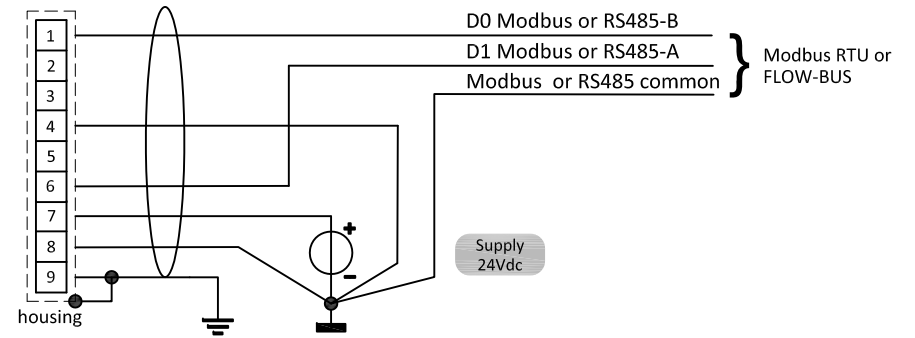 D0 Modbus or RS485-B
D1 Modbus or RS485-A
Modbus or RS485 common
Modbus RTU or
FLOW-BUS
1
2
3
4
5
6
7
8
9
+
-
Supply
24Vdc
housing